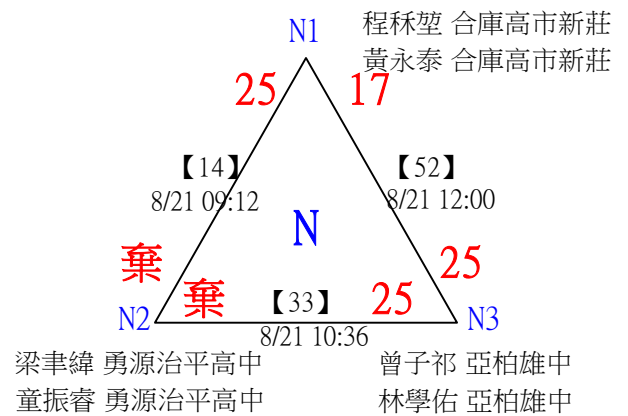 N1
程秝堃 合庫高市新莊
黃永泰 合庫高市新莊
25
17
【14】
8/21 09:12
【52】
8/21 12:00
N
棄
25
棄
【33】
25
N2
8/21 10:36
N3
梁聿緯 勇源治平高中
童振睿 勇源治平高中
曾子祁 亞柏雄中
林學佑 亞柏雄中